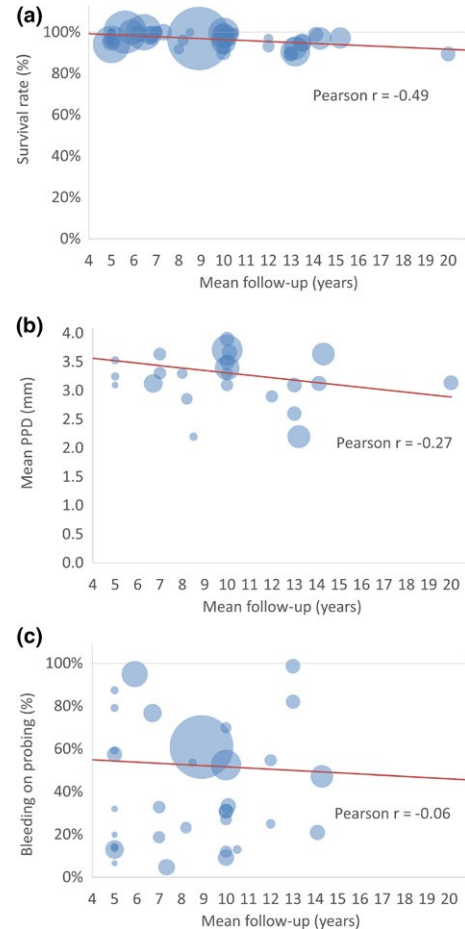 (a)
100%
80%
60%
40%
20%
0%
Survival rate (%)
Pearson r = -0.49
4 5 6 7 8 9 10 11 12 13 14 15 16 17 18 19 20
Mean follow-up (years)
(b)
4.0
3.5
3.0
2.5
2.0
1.5
1.0
0.5
0.0
Mean PPD (mm)
Pearson r = -0.27
4 5 6 7 8 9 10 11 12 13 14 15 16 17 18 19 20
Mean follow-up (years)
(c)
100%
80%
60%
40%
20%
0%
Bleeding on probing (%)
Pearson r = -0.06
4 5 6 7 8 9 10 11 12 13 14 15 16 17 18 19 20
Mean follow-up (years)